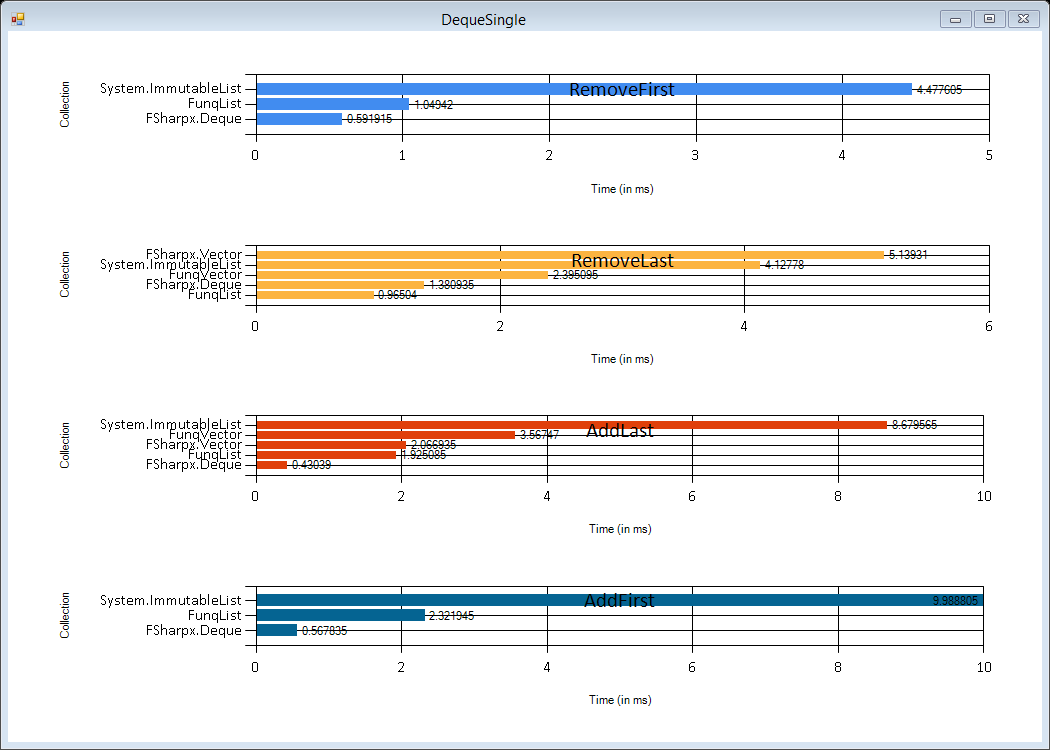 DequeSingle
RemoveFirst
Collection
System.ImmutableList 4.477605
FunqList 1.04942
FSharpx.Deque 0.591915
0 1 2 3 4 5
Time (in ms)
RemoveLast
Collection
FSharpx.Vector 5.13931
System.ImmutableList 4.12778
FunqVector 2.395095
FSharpx.Deque 1.380935
FunqList 0.96504
0 2 4 6
Time (in ms)
AddLast
Collection
System.ImmutableList 8.679565
FunqVector 3.56747
FSharpx.Vector 2.066935
FunqList 1.925085
FSharpx.Deque 0.43039
0 2 4 6 8 10
Time (in ms)
AddFirst
Collection
System.ImmutableList 9.988805
FunqList 2.321945
FSharpx.Deque 0.567835
0 2 4 6 8 10
Time (in ms)